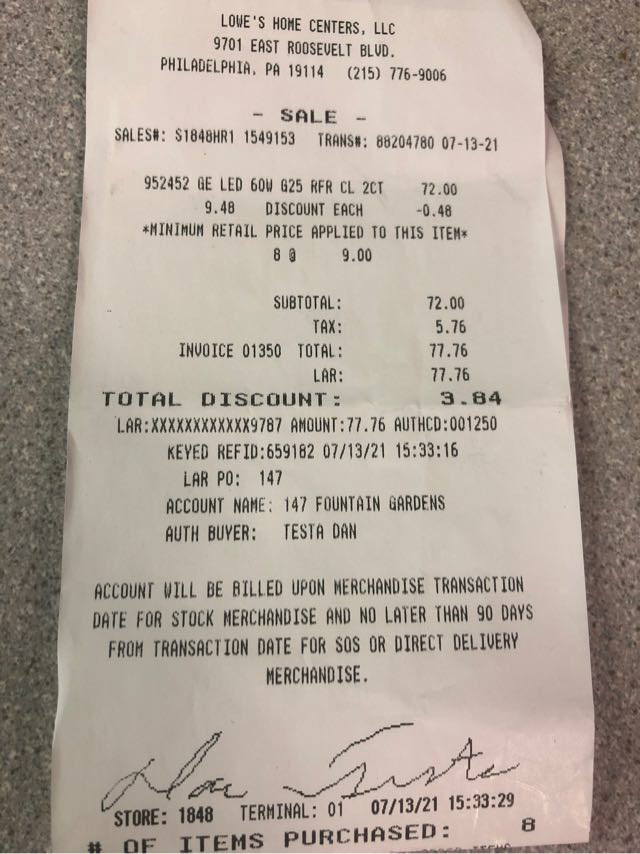 LOWE'S HOME CENTERS, LLC
9701 EAST ROOSEVELT BLVD.
PHILADELPHIA, PA 19114 (215) 776-9006
- SALE -
SALES#: S1848HR1 1549153 TRANS#: 88204780 07-13-21
952452 GE LED 60W G25 RFR CL 2CT 72.00
9.48 DISCOUNT EACH -0.48
*MINIMUM RETAIL PRICE APPLIED TO THIS ITEM*
8 @ 9.00
SUBTOTAL: 72.00
TAX: 5.76
INVOICE 01350 TOTAL: 77.76
LAR: 77.76
TOTAL DISCOUNT: 3.84
LAR:XXXXXXXXXXXX9787 AMOUNT:77.76 AUTHCD:001250
KEYED REFID:659182 07/13/21 15:33:16
LAR PO: 147
ACCOUNT NAME: 147 FOUNTAIN GARDENS
AUTH BUYER: TESTA DAN
ACCOUNT WILL BE BILLED UPON MERCHANDISE TRANSACTION
DATE FOR STOCK MERCHANDISE AND NO LATER THAN 90 DAYS
FROM TRANSACTION DATE FOR SOS OR DIRECT DELIVERY
MERCHANDISE.
Dan Testa
STORE: 1848 TERMINAL: 01 07/13/21 15:33:29
# OF ITEMS PURCHASED: 8